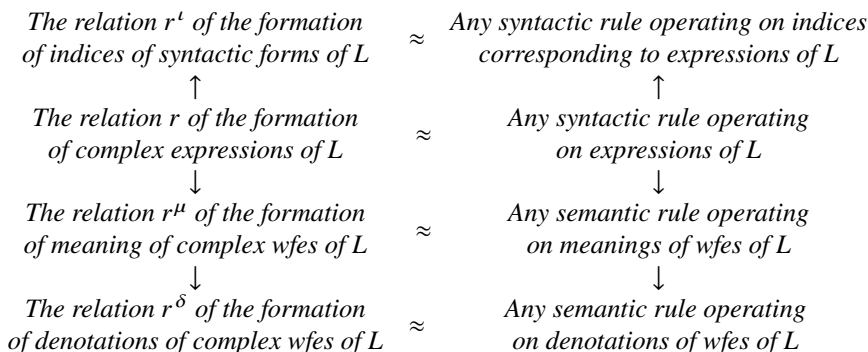 The relation r^ι of the formation ≈ Any syntactic rule operating on indices
of indices of syntactic forms of L corresponding to expressions of L
↑ ↑
The relation r of the formation ≈ Any syntactic rule operating
of complex expressions of L on expressions of L
↓ ↓
The relation r^μ of the formation ≈ Any semantic rule operating
of meaning of complex wfes of L on meanings of wfes of L
↓ ↓
The relation r^δ of the formation ≈ Any semantic rule operating
of denotations of complex wfes of L on denotations of wfes of L